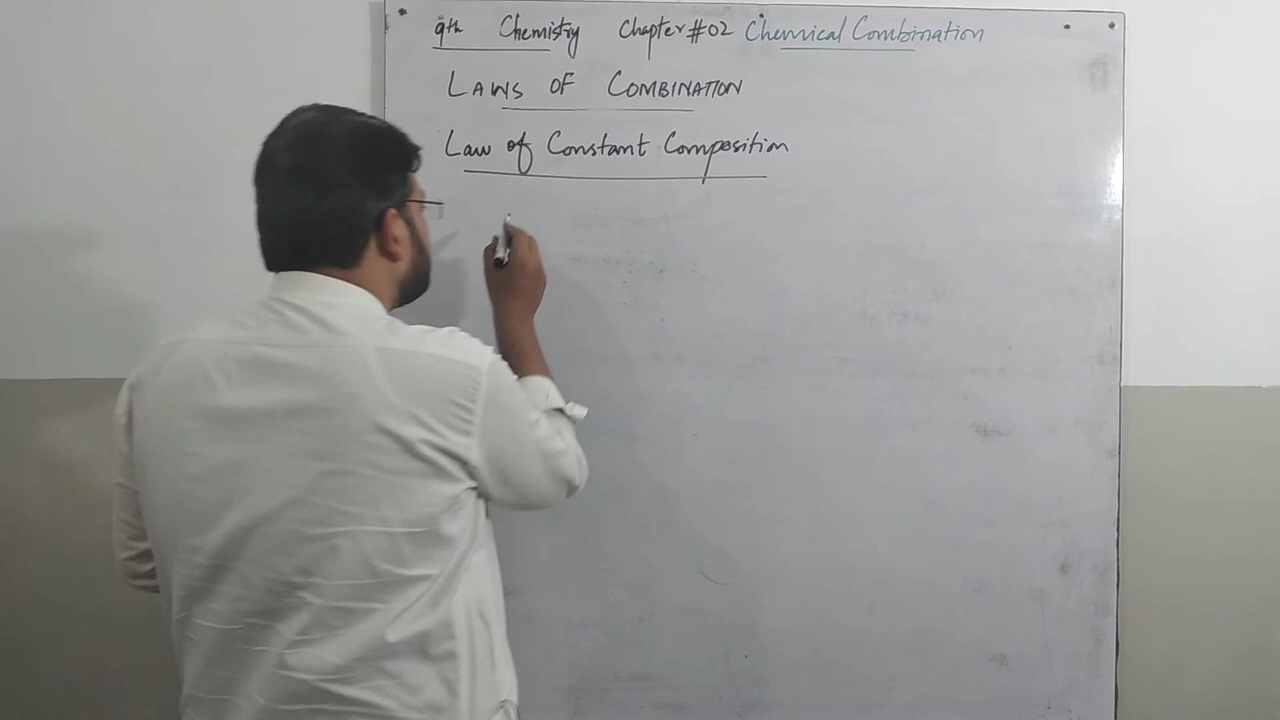 9th Chemistry Chapter #02 Chemical Combination
LAWS OF COMBINATION
Law of Constant Composition